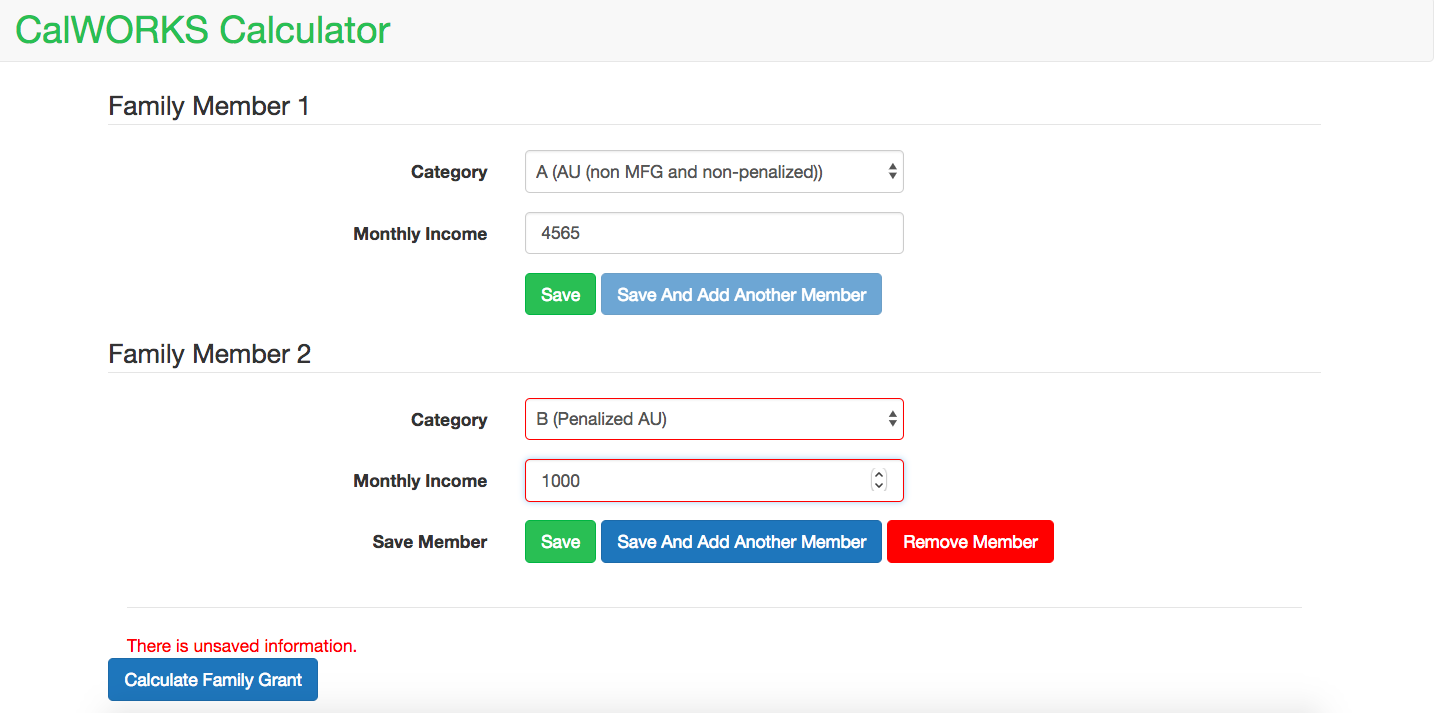 CalWORKS Calculator
Family Member 1
Category A (AU (non MFG and non-penalized))
Monthly Income 4565
Save Save And Add Another Member
Family Member 2
Category B (Penalized AU)
Monthly Income 1000
Save Member Save Save And Add Another Member Remove Member
There is unsaved information.
Calculate Family Grant